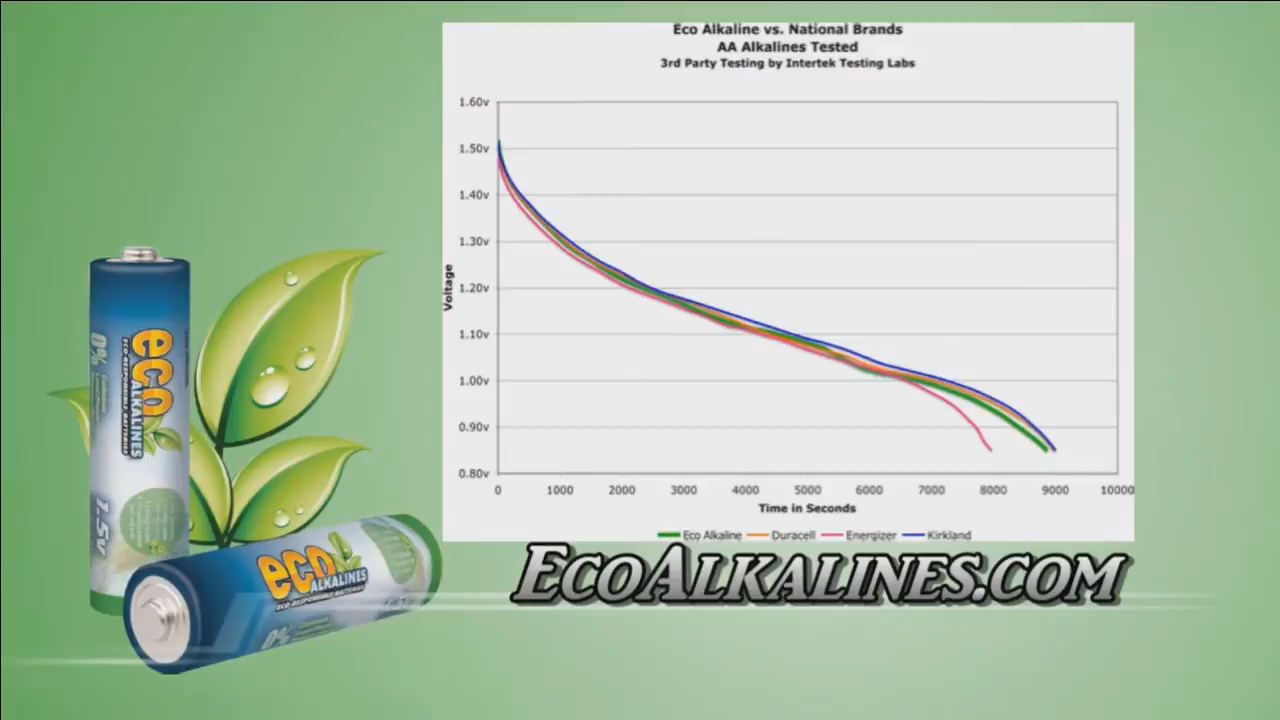 Eco Alkaline vs. National Brands
AA Alkalines Tested
3rd Party Testing by Intertek Testing Labs
1.60v
1.50v
1.40v
1.30v
1.20v
1.10v
1.00v
0.90v
0.80v
Voltage
0 1000 2000 3000 4000 5000 6000 7000 8000 9000 10000
Time in Seconds
Eco Alkaline Duracell Energizer Kirkland
EcoAlkalines.com
eco
ALKALINES
ECO-RESPONSIBLE BATTERIES
0%
1.5v
eco
ALKALINES
ECO-RESPONSIBLE BATTERIES
0%